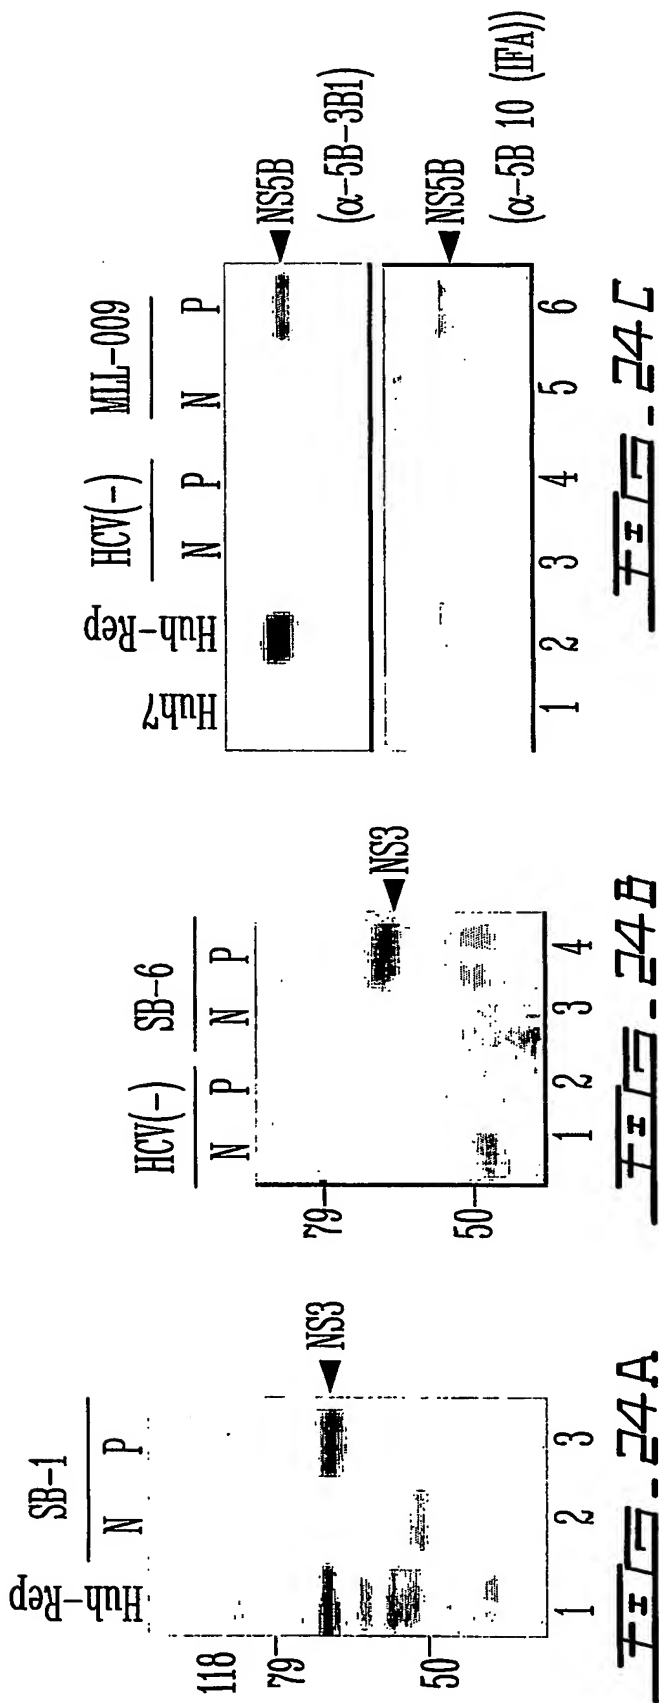 SB-1
Huh-Rep N P
118
79
50
NS3
1 2 3
FIG. 24A
HCV(-) SB-6
N P N P
79
50
NS3
1 2 3 4
FIG. 24B
HCV(-) MLL-009
Huh7 Huh-Rep N P N P
NS5B
(α-5B-3B1)
NS5B
(α-5B 10 (IFA))
1 2 3 4 5 6
FIG. 24C